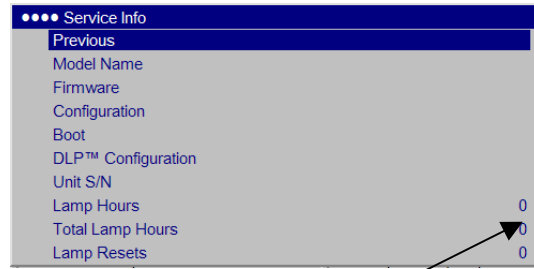 •••• Service Info
Previous
Model Name
Firmware
Configuration
Boot
DLP™ Configuration
Unit S/N
Lamp Hours 0
Total Lamp Hours 0
Lamp Resets 0